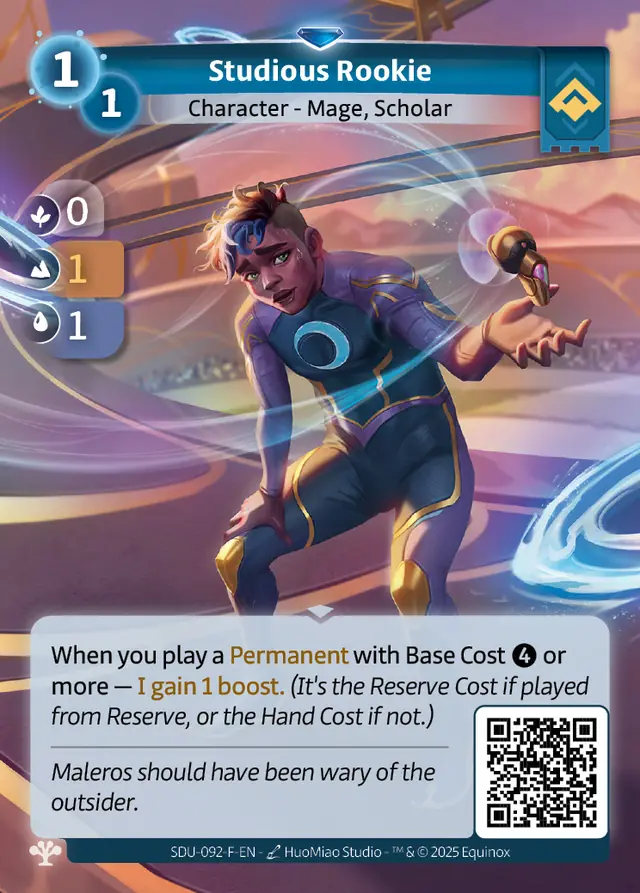 1
1
Studious Rookie
Character - Mage, Scholar
0
1
1
When you play a Permanent with Base Cost 4 or
more — I gain 1 boost. (It's the Reserve Cost if played
from Reserve, or the Hand Cost if not.)
Maleros should have been wary of the
outsider.
SDU-092-F-EN - HuoMiao Studio - ™ & © 2025 Equinox